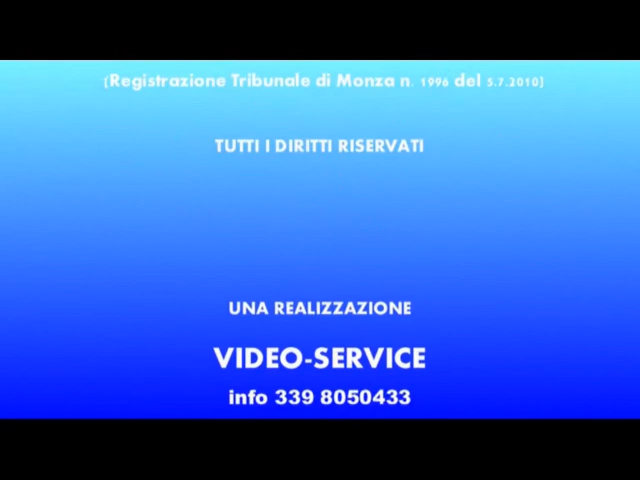 (Registrazione Tribunale di Monza n. 1996 del 5.7.2010)
TUTTI I DIRITTI RISERVATI
UNA REALIZZAZIONE
VIDEO-SERVICE
info 339 8050433